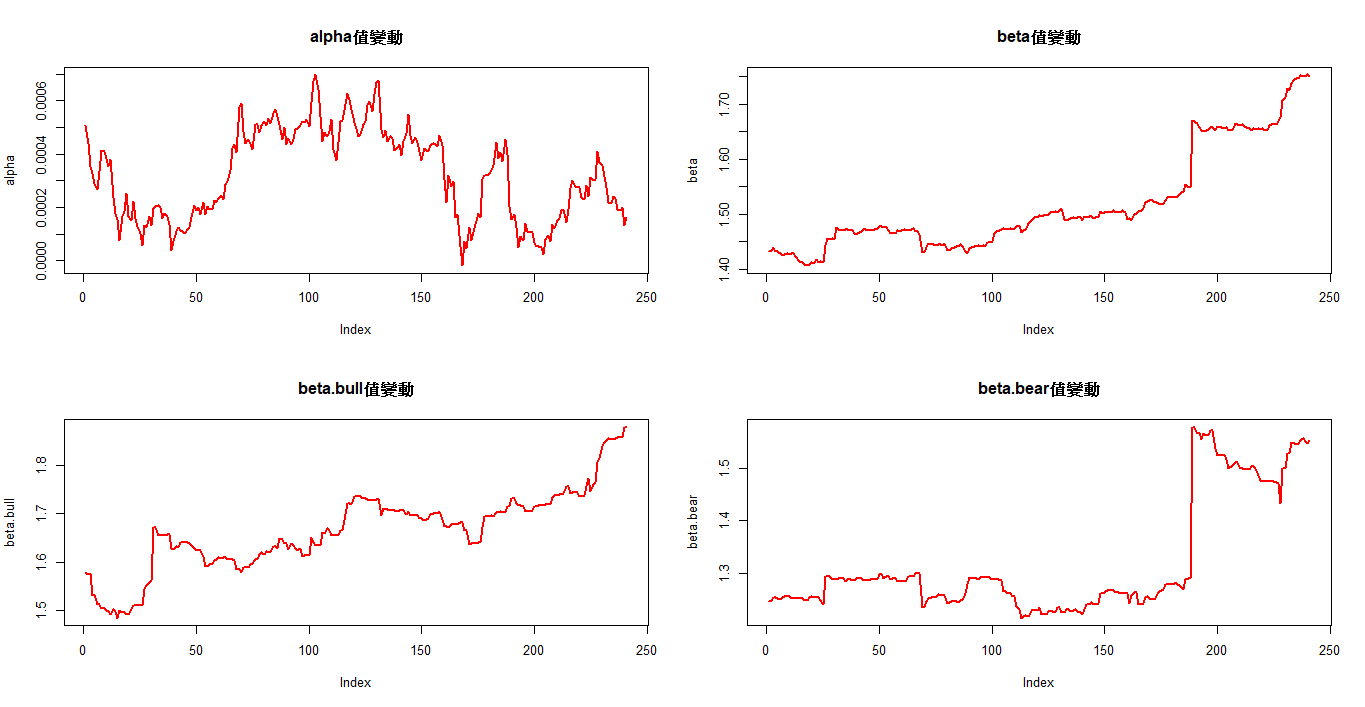 alpha值變動
alpha
0.0000 0.0002 0.0004 0.0006
0 50 100 150 200 250
Index
beta值變動
beta
1.40 1.50 1.60 1.70
0 50 100 150 200 250
Index
beta.bull值變動
beta.bull
1.5 1.6 1.7 1.8
0 50 100 150 200 250
Index
beta.bear值變動
beta.bear
1.3 1.4 1.5
0 50 100 150 200 250
Index